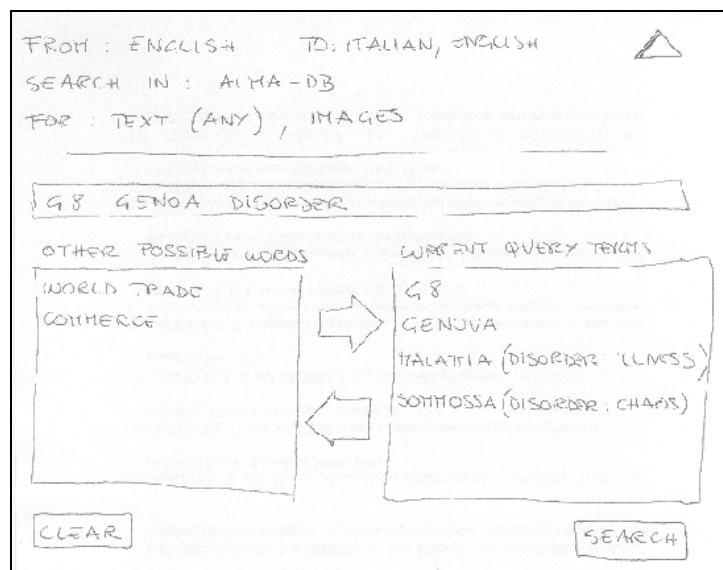 FROM : ENGLISH TO: ITALIAN, ENGLISH
SEARCH IN : ALMA-DB
FOR : TEXT (ANY), IMAGES
G8 GENOA DISORDER
OTHER POSSIBLE WORDS
WORLD TRADE
COMMERCE
CURRENT QUERY TERMS
G8
GENOVA
MALATTIA (DISORDER: ILLNESS)
SOMMOSSA (DISORDER: CHAOS)
CLEAR
SEARCH